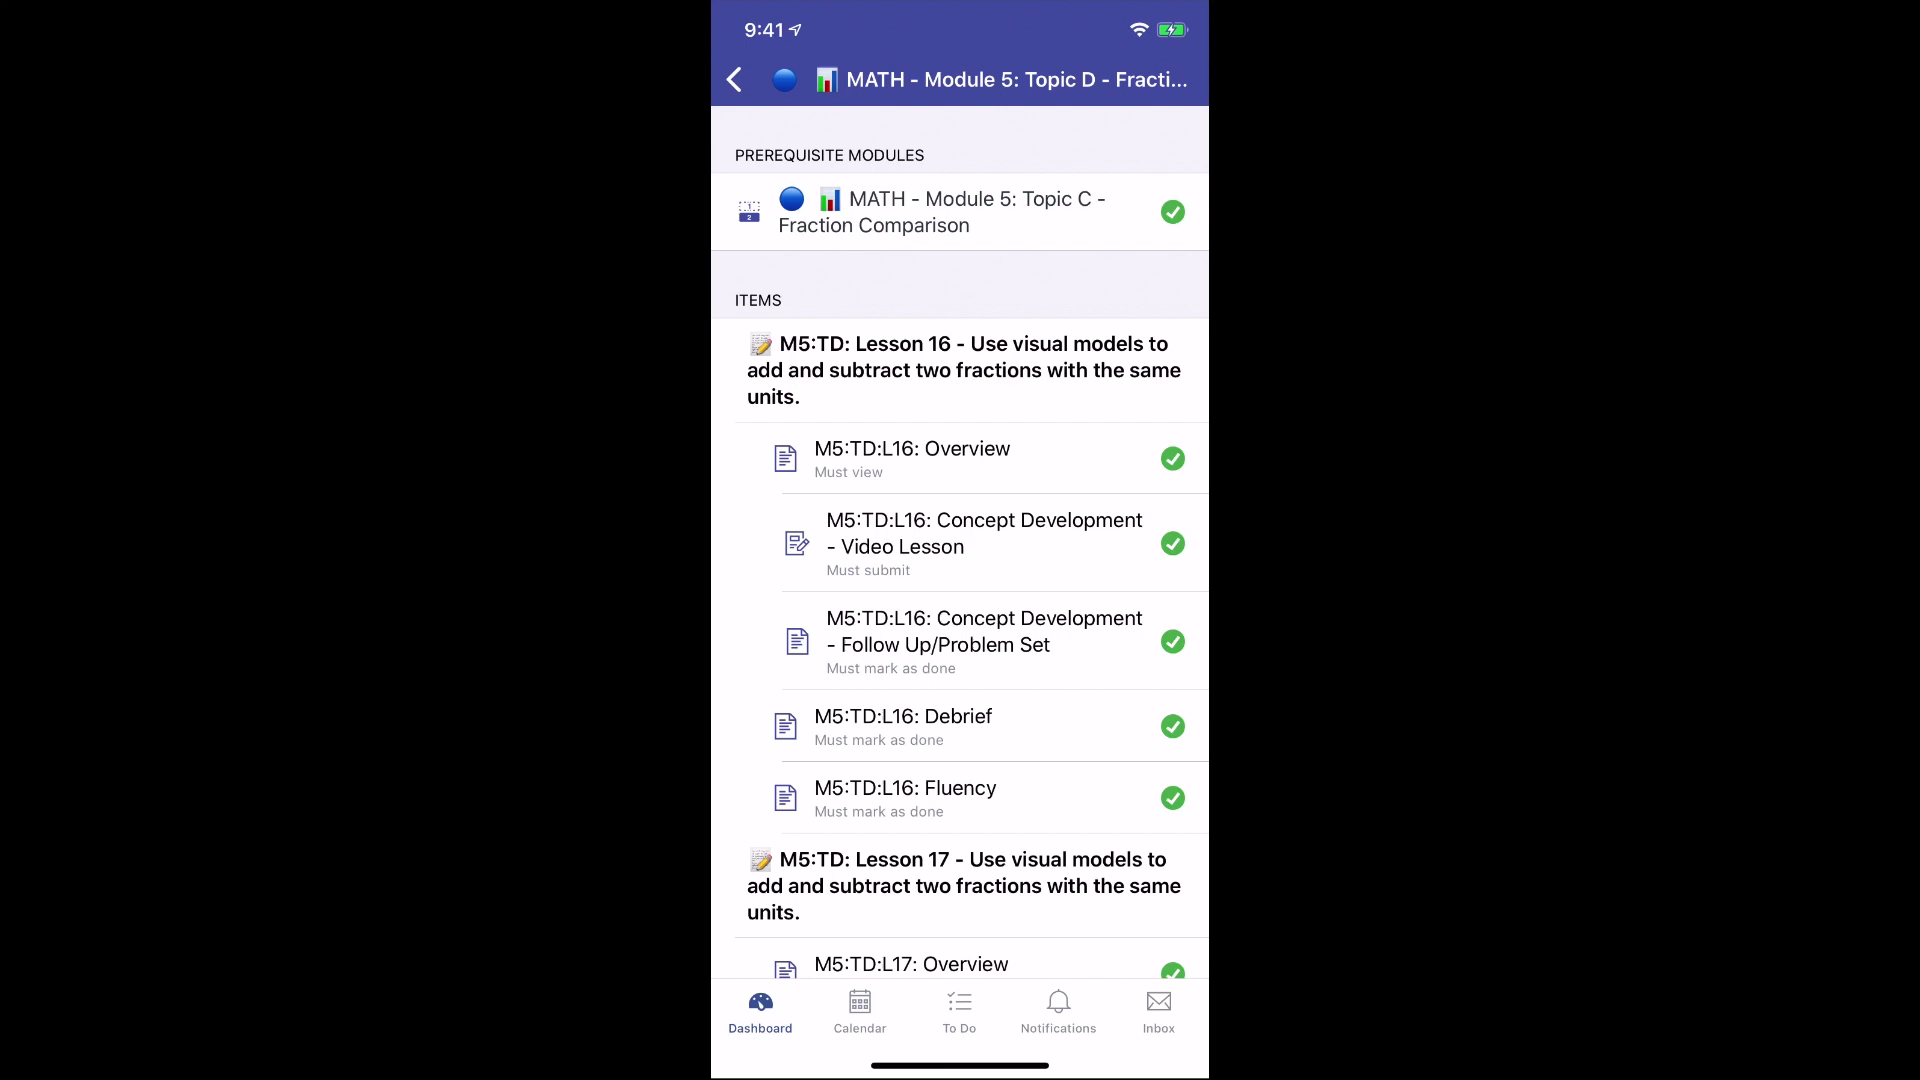 9:41
MATH - Module 5: Topic D - Fracti...
PREREQUISITE MODULES
MATH - Module 5: Topic C -
Fraction Comparison
ITEMS
M5:TD: Lesson 16 - Use visual models to
add and subtract two fractions with the same
units.
M5:TD:L16: Overview
Must view
M5:TD:L16: Concept Development
- Video Lesson
Must submit
M5:TD:L16: Concept Development
- Follow Up/Problem Set
Must mark as done
M5:TD:L16: Debrief
Must mark as done
M5:TD:L16: Fluency
Must mark as done
M5:TD: Lesson 17 - Use visual models to
add and subtract two fractions with the same
units.
M5:TD:L17: Overview
Dashboard
Calendar
To Do
Notifications
Inbox